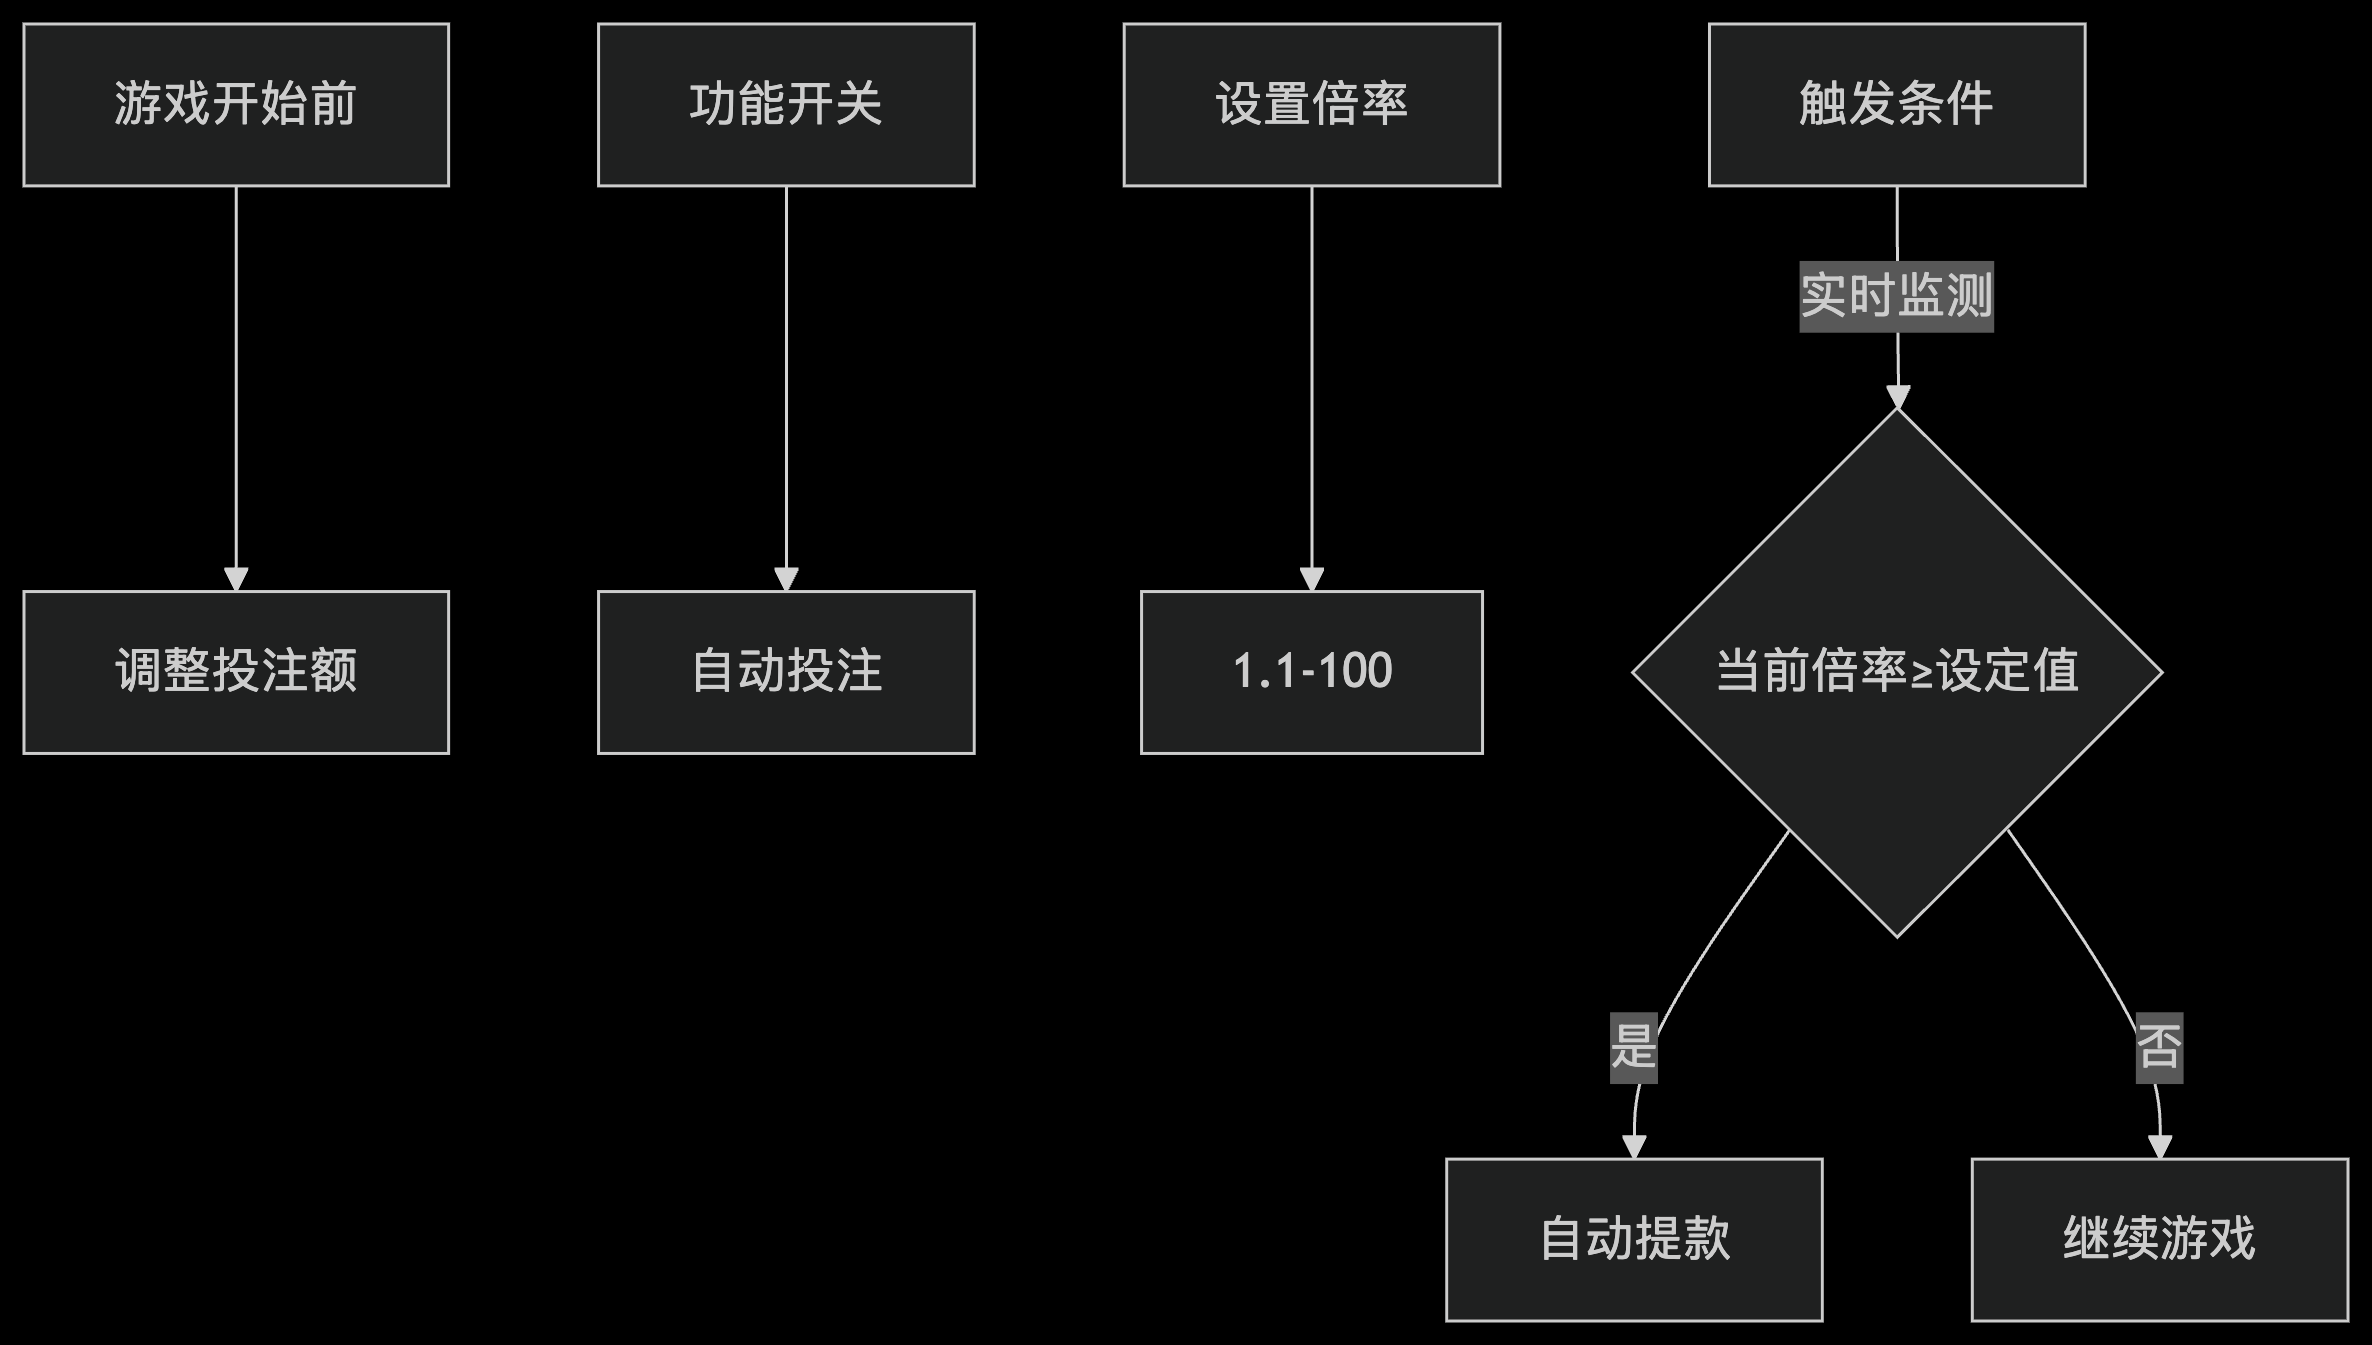 游戏开始前
功能开关
设置倍率
触发条件
实时监测
调整投注额
自动投注
1.1-100
当前倍率≥设定值
是
否
自动提款
继续游戏